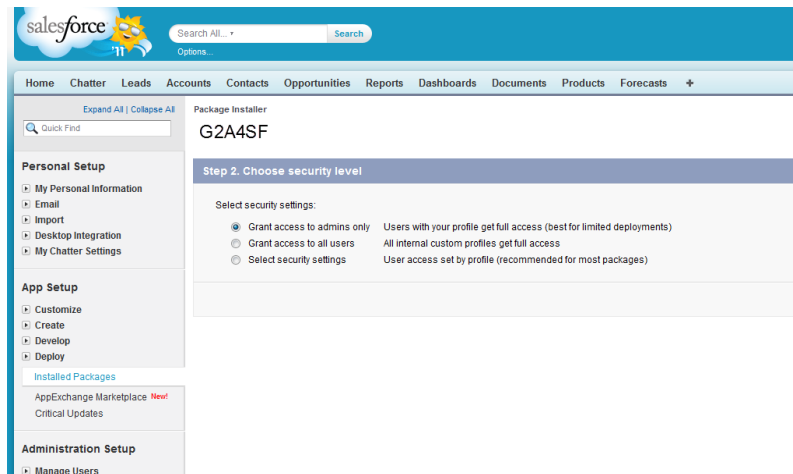 salesforce
'11
Search All...
Search
Options...
Home Chatter Leads Accounts Contacts Opportunities Reports Dashboards Documents Products Forecasts +
Expand All | Collapse All
Quick Find
Personal Setup
My Personal Information
Email
Import
Desktop Integration
My Chatter Settings
App Setup
Customize
Create
Develop
Deploy
Installed Packages
AppExchange Marketplace New!
Critical Updates
Administration Setup
Manage Users
Package Installer
G2A4SF
Step 2. Choose security level
Select security settings:
Grant access to admins only Users with your profile get full access (best for limited deployments)
Grant access to all users All internal custom profiles get full access
Select security settings User access set by profile (recommended for most packages)